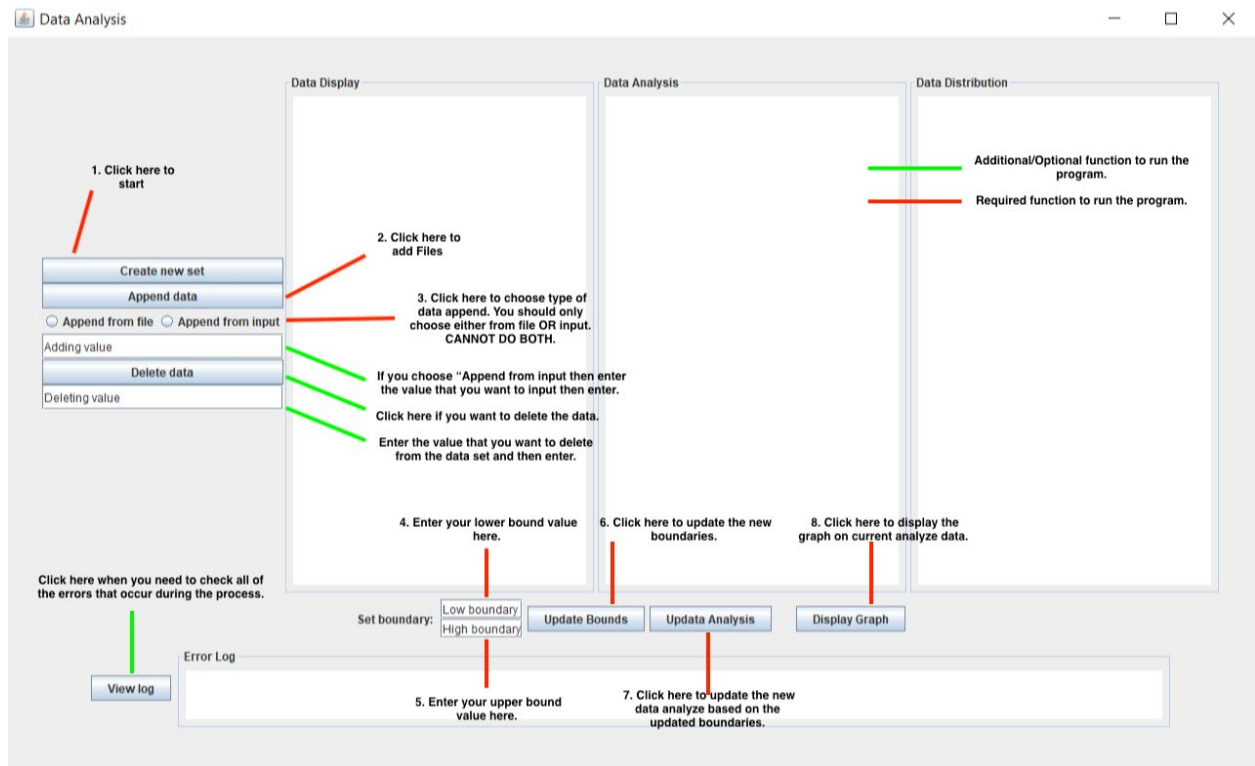 Data Analysis
Data Display
Data Analysis
Data Distribution
1. Click here to
start
Additional/Optional function to run the
program.
Required function to run the program.
2. Click here to
add Files
Create new set
Append data
3. Click here to choose type of
data append. You should only
choose either from file OR input.
CANNOT DO BOTH.
Append from file
Append from input
Adding value
Delete data
Deleting value
If you choose “Append from input then enter
the value that you want to input then enter.
Click here if you want to delete the data.
Enter the value that you want to delete
from the data set and then enter.
4. Enter your lower bound value
here.
6. Click here to update the new
boundaries.
8. Click here to display the
graph on current analyze data.
Click here when you need to check all of
the errors that occur during the process.
Set boundary:
Low boundary
High boundary
Update Bounds
Updata Analysis
Display Graph
Error Log
View log
5. Enter your upper bound
value here.
7. Click here to update the new
data analyze based on the
updated boundaries.